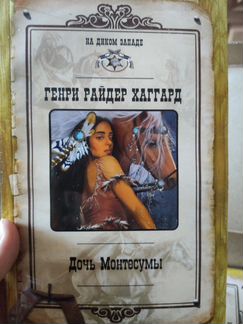 НА ДИКОМ ЗАПАДЕ
ГЕНРИ РАЙДЕР ХАГГАРД
Дочь Монтесумы